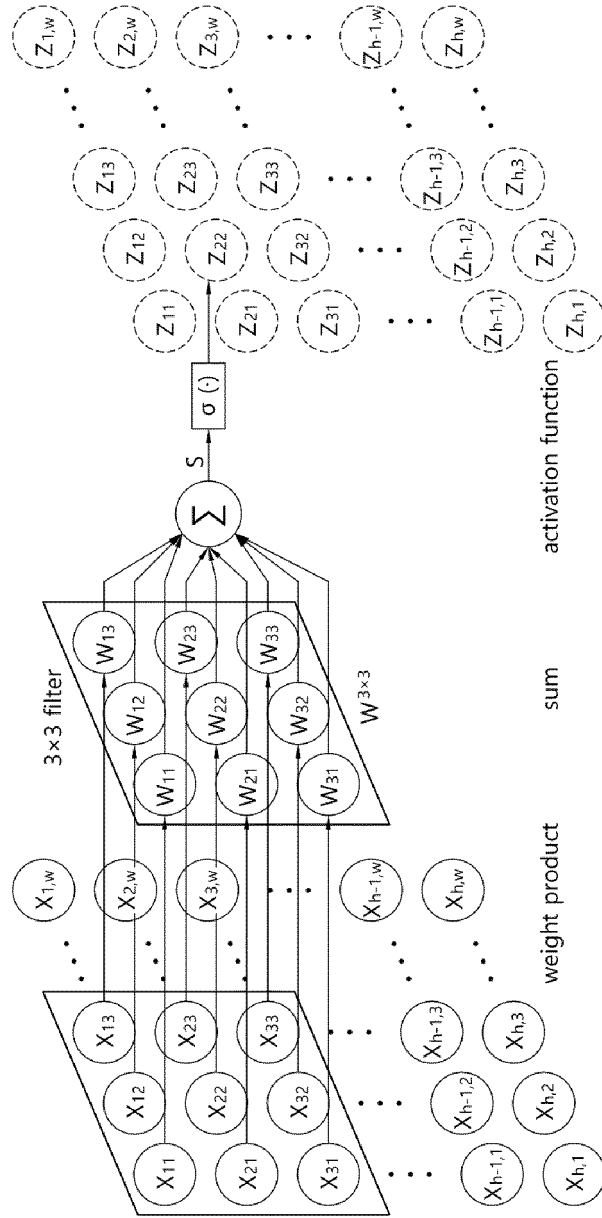 X1,w
Z1,w
3×3 filter
X13
W13
Z13
X2,w
Z2,w
X12
W12
Z12
X11
W11
Z11
X23
W23
Z23
X3,w
Z3,w
X22
W22
Σ
S
σ (·)
Z22
X21
W21
Z21
X33
W33
Z33
X32
W32
Z32
X31
W31
Z31
W3×3
Xh-1,w
Zh-1,w
Xh-1,3
Zh-1,3
Xh,w
Zh,w
Xh-1,2
Zh-1,2
Xh-1,1
Zh-1,1
Xh,3
Zh,3
Xh,2
Zh,2
Xh,1
Zh,1
weight product
sum
activation function